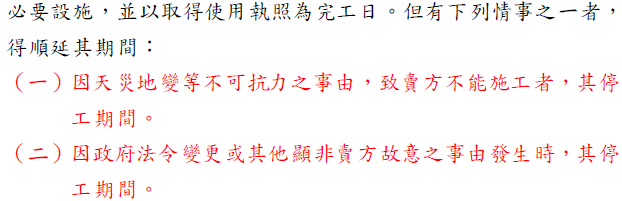 必要設施，並以取得使用執照為完工日。但有下列情事之一者，
得順延其期間：
（一）因天災地變等不可抗力之事由，致賣方不能施工者，其停
工期間。
（二）因政府法令變更或其他顯非賣方故意之事由發生時，其停
工期間。